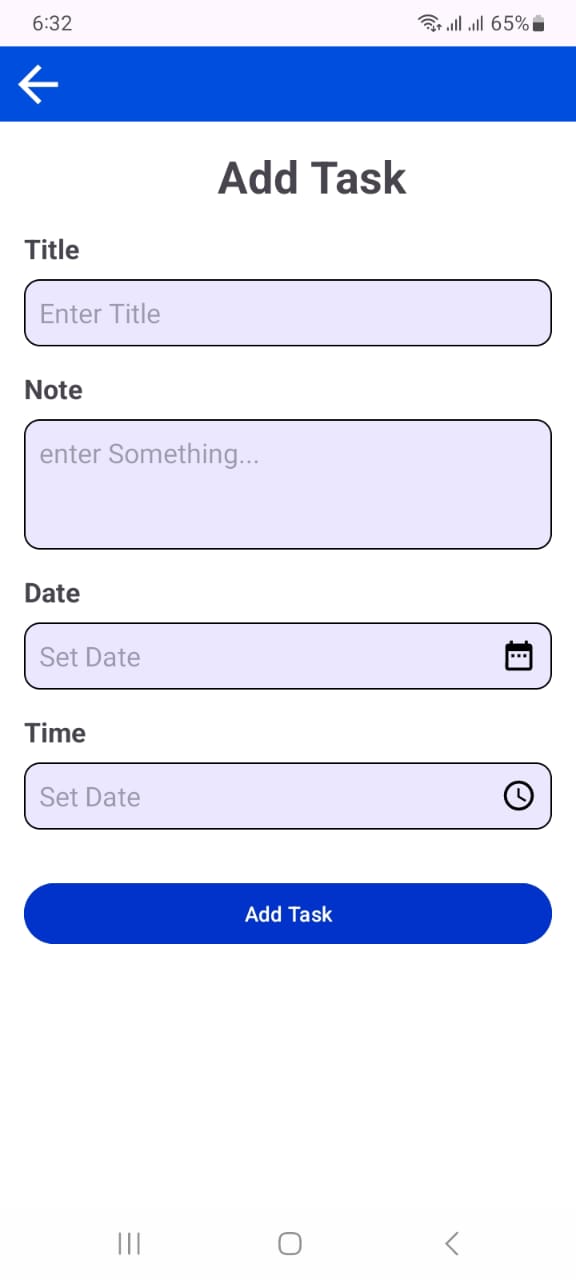 6:32
65%
Add Task
Title
Enter Title
Note
enter Something...
Date
Set Date
Time
Set Date
Add Task